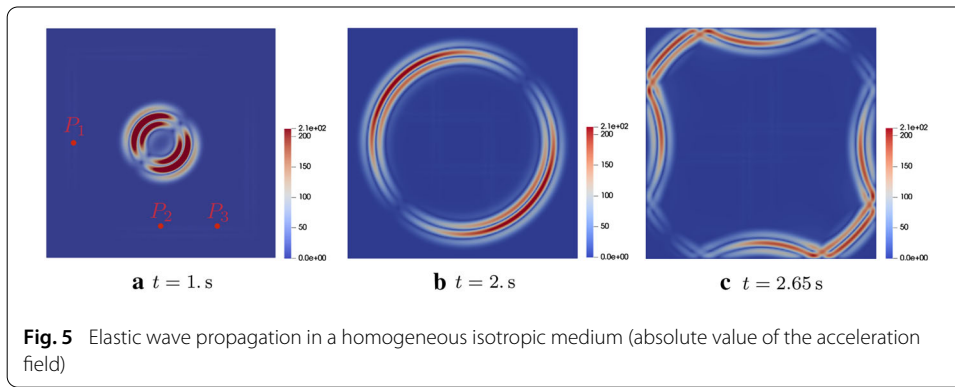 P1
P2
P3
2.1e+02
200
150
100
50
0.0e+00
2.1e+02
200
150
100
50
0.0e+00
2.1e+02
200
150
100
50
0.0e+00
a t = 1. s
b t = 2. s
c t = 2.65 s
Fig. 5 Elastic wave propagation in a homogeneous isotropic medium (absolute value of the acceleration
field)